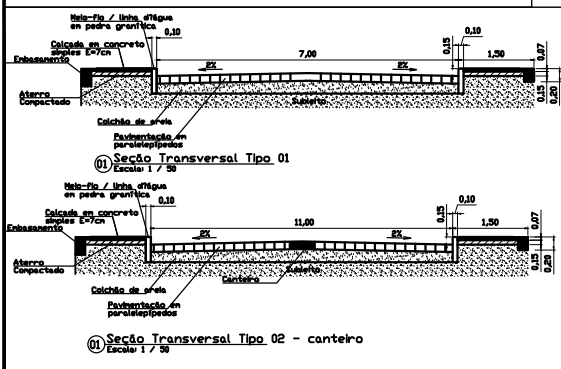 Meio-fio / linha d'água
em pedra granítica
0,10
Calçada em concreto
simples E=7cm
Embasamento
7,00
0,15
0,10
1,50
2%
2%
0,07
0,15
0,20
Aterro
Compactado
Subleito
Colchão de areia
Pavimentação em
paralelepípedos
01 Seção Transversal Tipo 01
Escala: 1 / 50
Meio-fio / linha d'água
em pedra granítica
0,10
Calçada em concreto
simples E=7cm
Embasamento
11,00
0,15
0,10
1,50
2%
2%
0,07
0,15
0,20
Aterro
Compactado
Subleito
Canteiro
Colchão de areia
Pavimentação em
paralelepípedos
01 Seção Transversal Tipo 02 - canteiro
Escala: 1 / 50